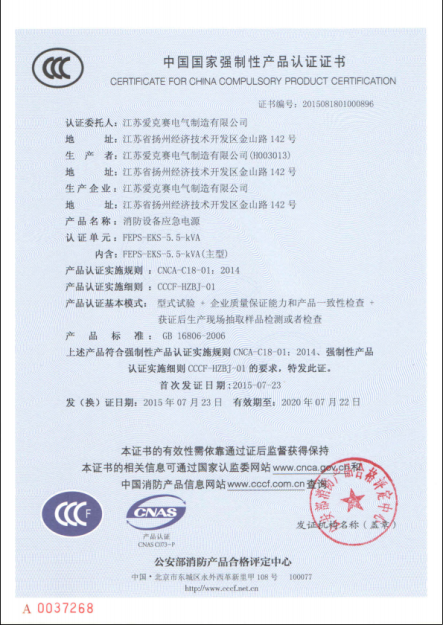 CCC
中国国家强制性产品认证证书
CERTIFICATE FOR CHINA COMPULSORY PRODUCT CERTIFICATION
证书编号：2015081801000896
认证委托人：江苏爱克赛电气制造有限公司
地 址：江苏省扬州经济技术开发区金山路 142 号
生 产 者：江苏爱克赛电气制造有限公司(H003013)
地 址：江苏省扬州经济技术开发区金山路 142 号
生产企业：江苏爱克赛电气制造有限公司
地 址：江苏省扬州经济技术开发区金山路 142 号
产品名称：消防设备应急电源
认证单元：FEPS-EKS-5.5-kVA
内含：FEPS-EKS-5.5-kVA(主型)
产品认证实施规则：CNCA-C18-01：2014
产品认证实施细则：CCCF-HZBJ-01
产品认证基本模式：型式试验 + 企业质量保证能力和产品一致性检查 +
获证后生产现场抽取样品检测或者检查
产 品 标 准：GB 16806-2006
上述产品符合强制性产品认证实施规则 CNCA-C18-01：2014、强制性产品
认证实施细则 CCCF-HZBJ-01 的要求，特发此证。
首次发证日期:2015-07-23
发（换）证日期：2015 年 07 月 23 日 有效期至：2020 年 07 月 22 日
本证书的有效性需依靠通过证后监督获得保持
本证书的相关信息可通过国家认监委网站 www.cnca.gov.cn 和
中国消防产品信息网站 www.cccf.com.cn 查询
CCC F
CNAS
产品认证
CNAS C073-P
公安部消防产品合格评定中心
发证机构名称（盖章）
公安部消防产品合格评定中心
中国·北京市东城区永外西革新里甲 108 号 100077
http://www.cccf.net.cn
A 0037268